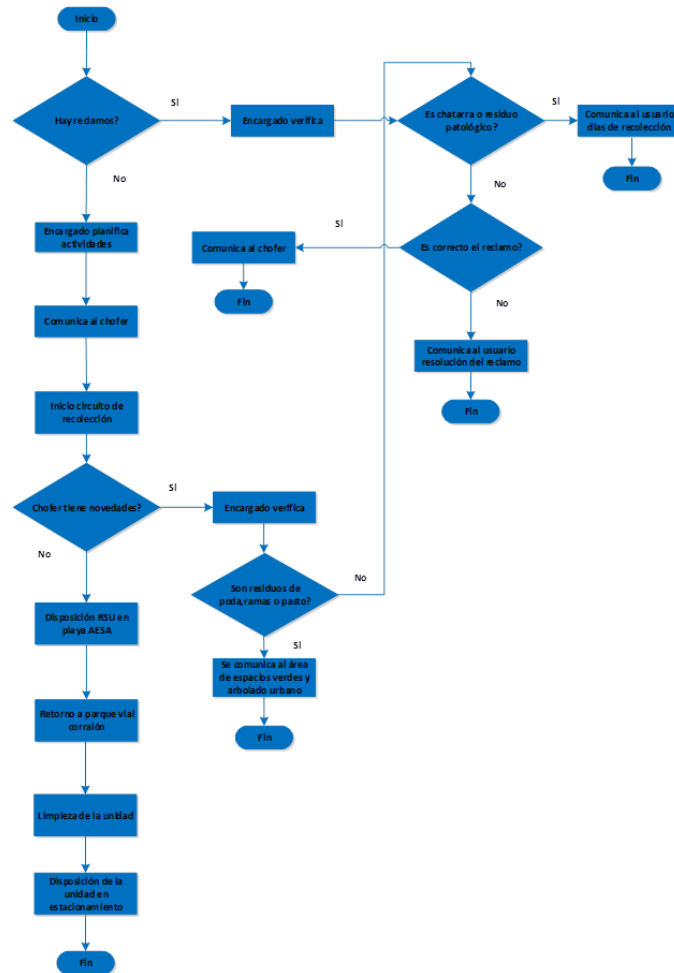 Inicio
Hay reclamos?
SI
Encargado verifica
Es chatarra o residuo
patológico?
SI
Comunica al usuario
días de recolección
Fin
No
No
Encargado planifica
actividades
Comunica al chofer
SI
Es correcto el reclamo?
Fin
Comunica al chofer
No
Comunica al usuario
resolución del reclamo
Fin
Inicio circuito de
recolección
Chofer tiene novedades?
SI
Encargado verifica
No
Son residuos de
poda, ramas o pasto?
No
SI
Disposición RSU en
playa AESA
Se comunica al área
de espacios verdes y
arbolado urbano
Fin
Retorno a parque vial
corralón
Limpieza de la unidad
Disposición de la
unidad en
estacionamiento
Fin